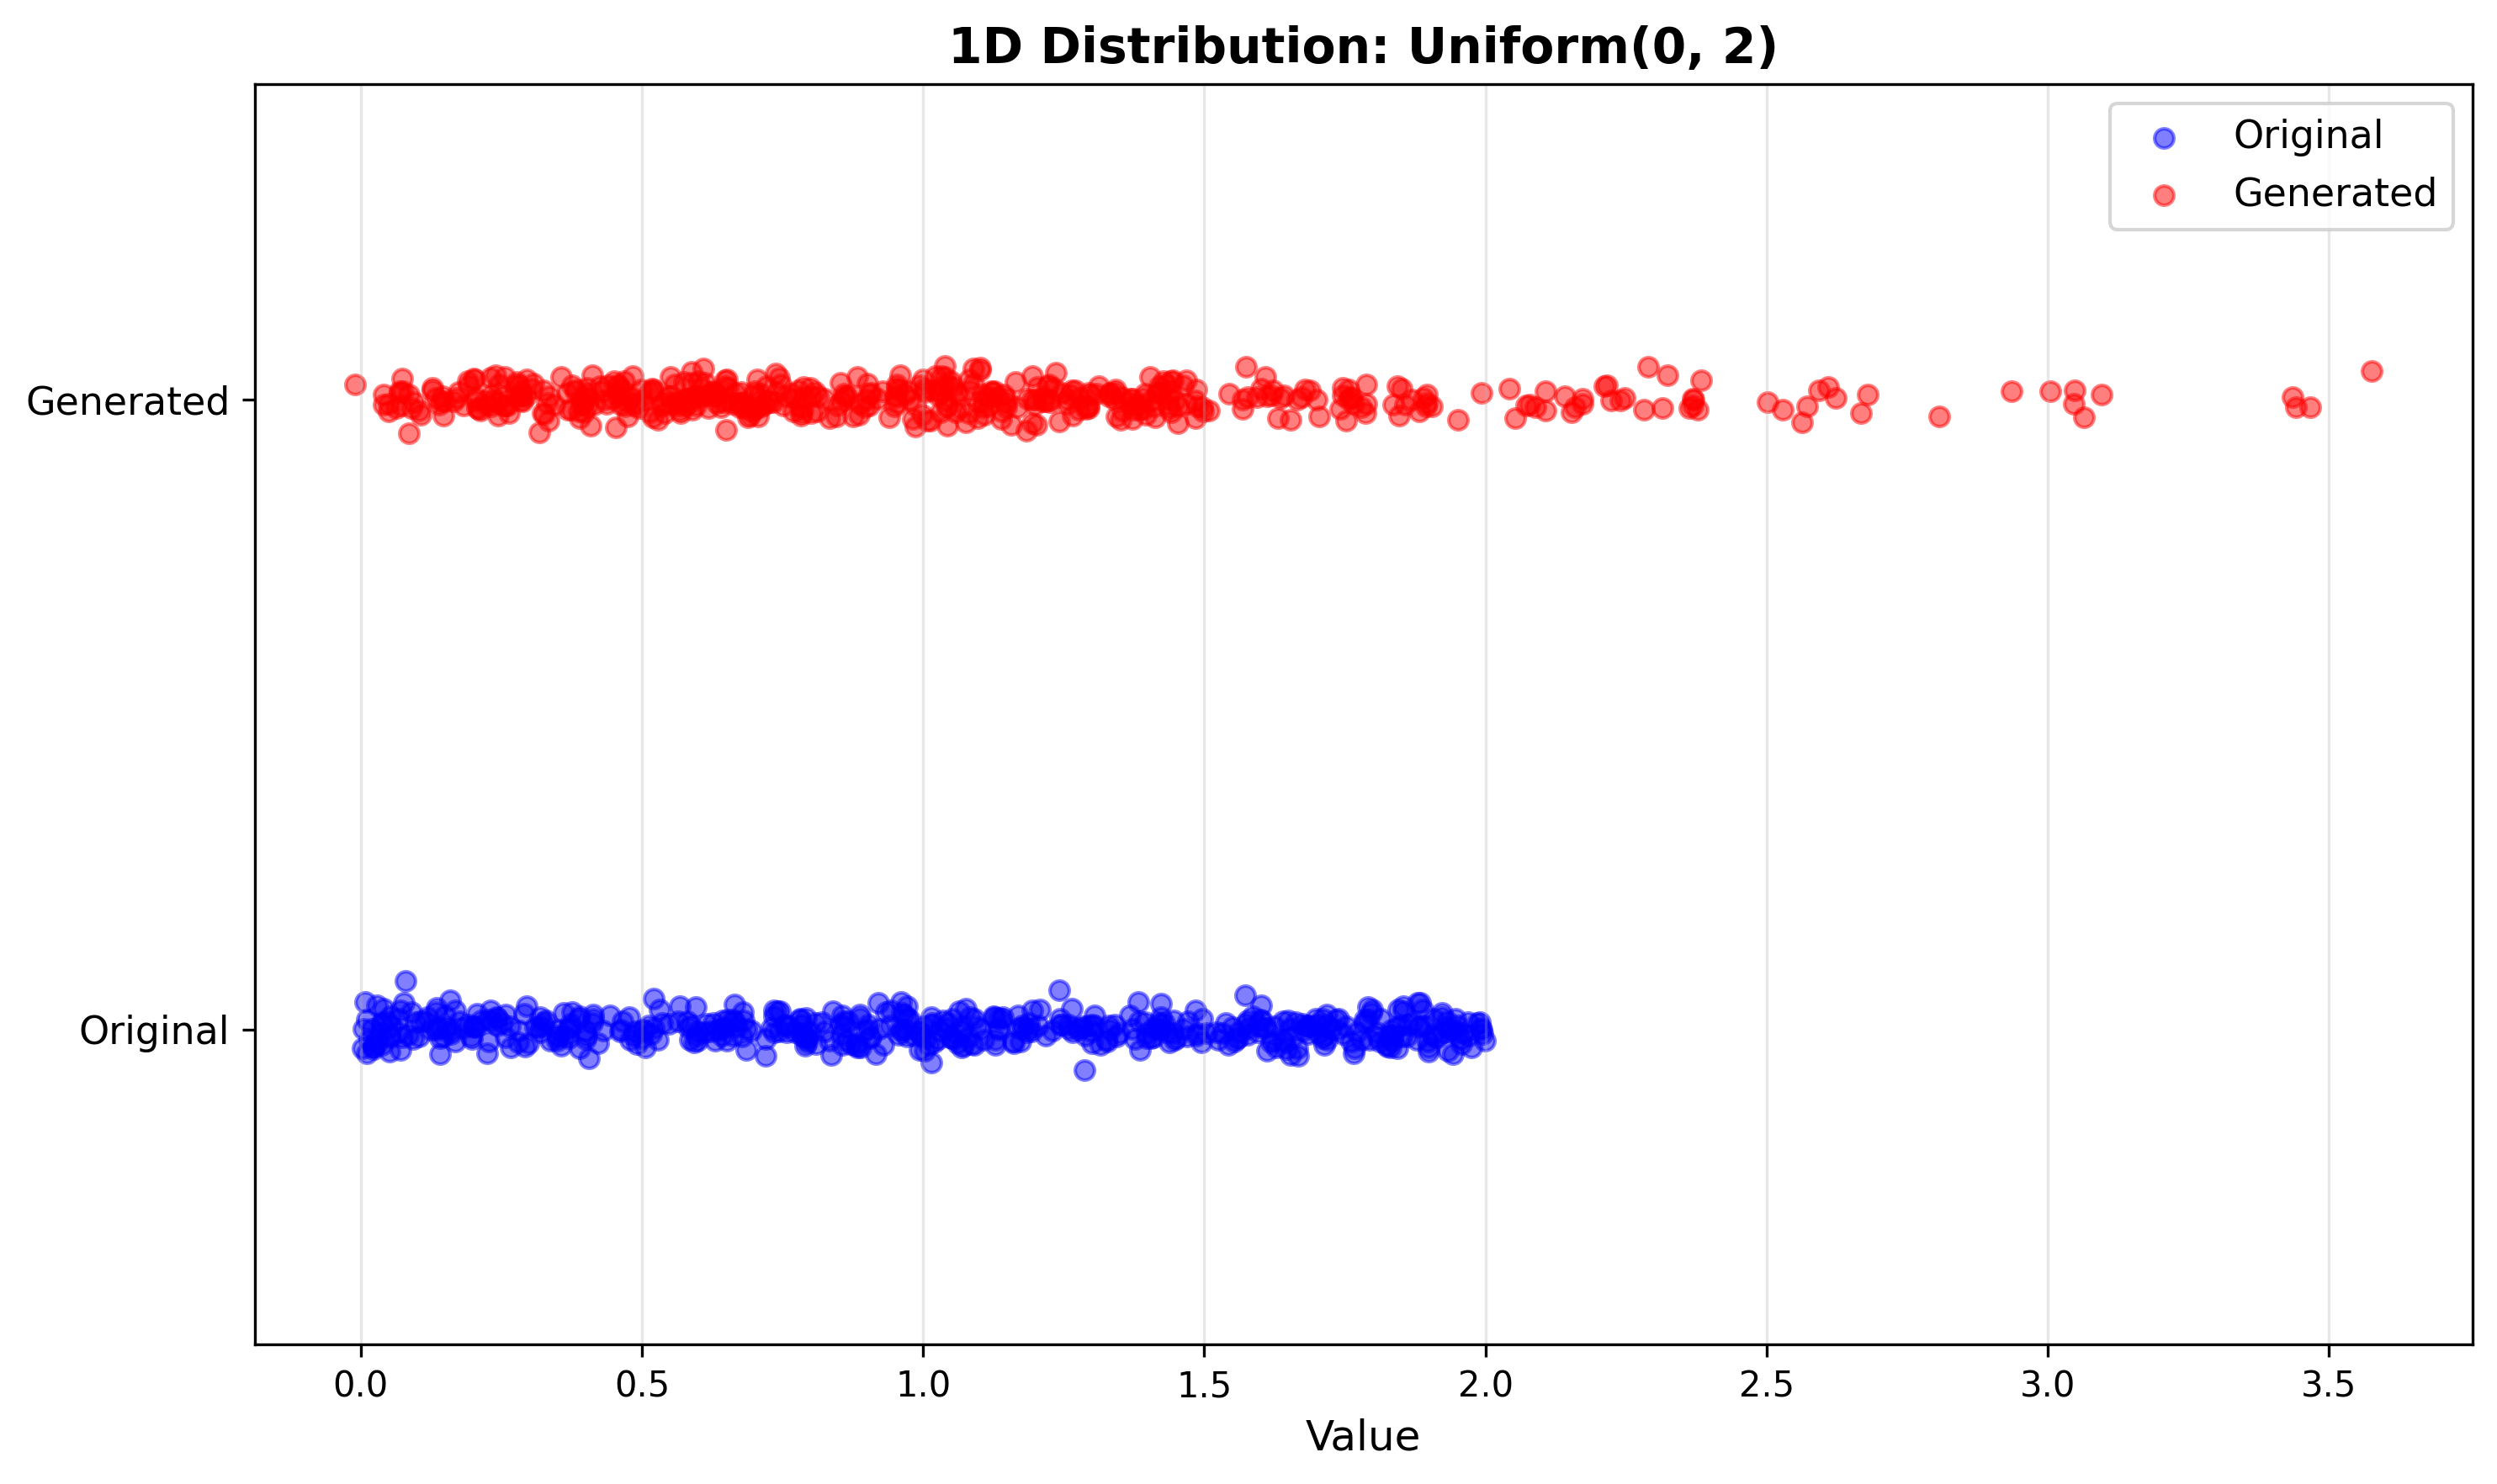 1D Distribution: Uniform(0, 2)
Original
Generated
Generated
Original
0.0 0.5 1.0 1.5 2.0 2.5 3.0 3.5
Value